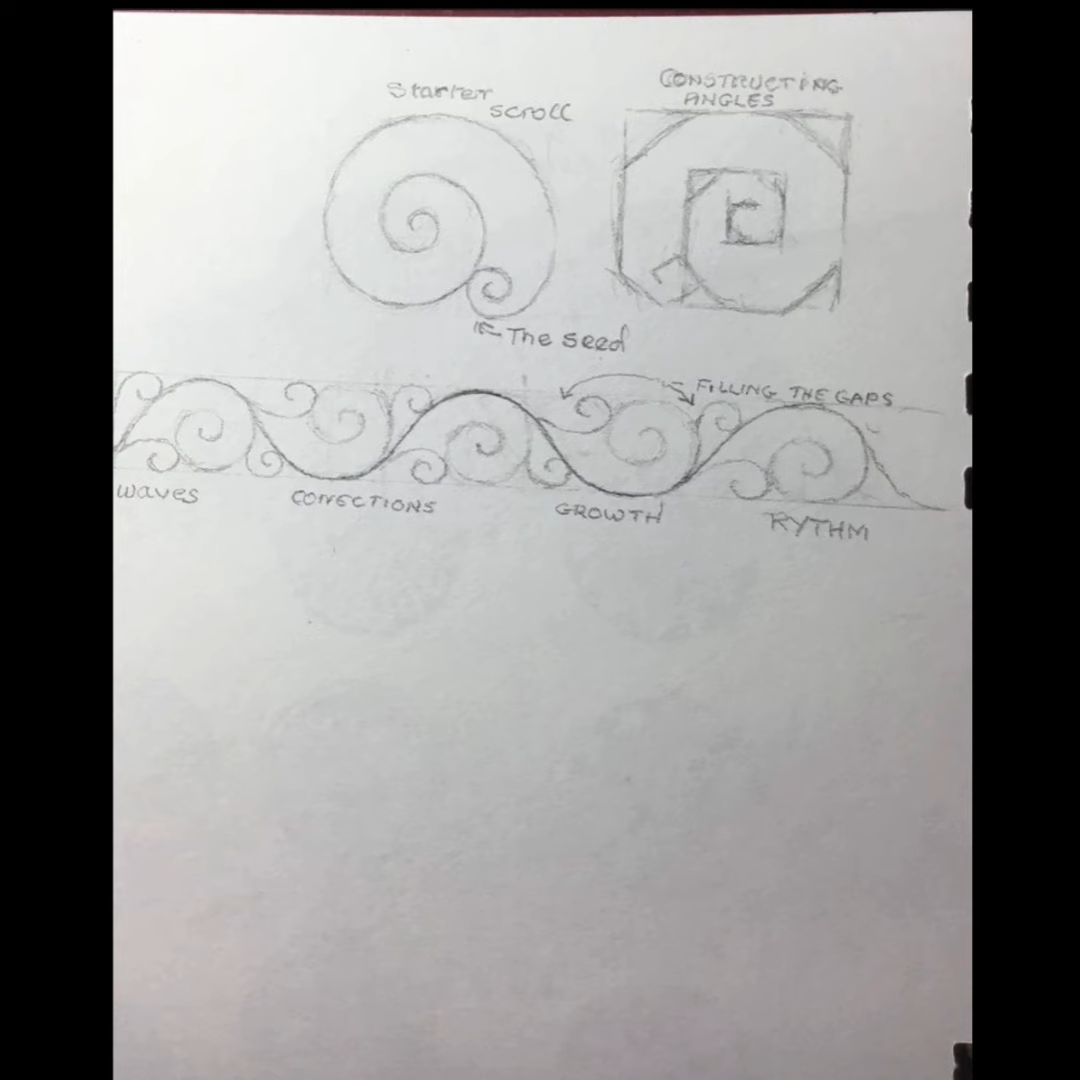 Starter
scroll
CONSTRUCTING
ANGLES
The seed
FILLING THE GAPS
waves
CONECTIONS
GROWTH
RYTHM